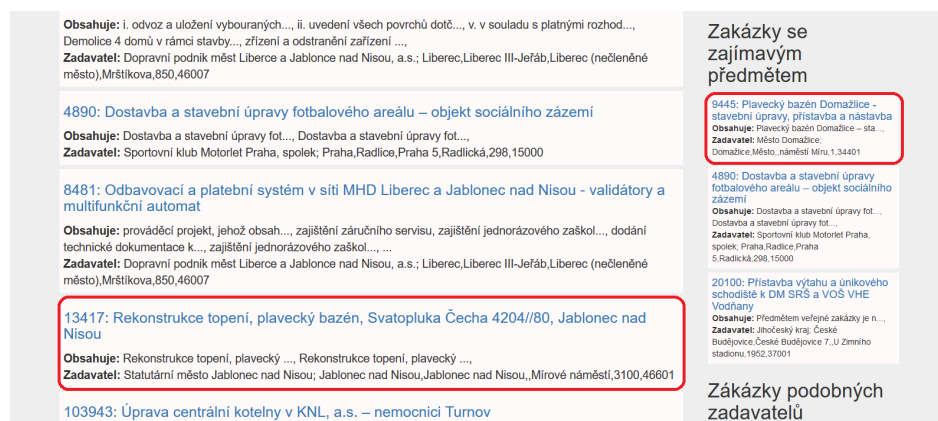 Obsahuje: i. odvoz a uložení vybouraných..., ii. uvedení všech povrchů dotč..., v. v souladu s platnými rozhod...,
Demolice 4 domů v rámci stavby..., zřízení a odstranění zařízení ...,
Zadavatel: Dopravní podnik měst Liberce a Jablonce nad Nisou, a.s.; Liberec,Liberec III-Jeřáb,Liberec (nečleněné
město),Mrštíkova,850,46007
4890: Dostavba a stavební úpravy fotbalového areálu – objekt sociálního zázemí
Obsahuje: Dostavba a stavební úpravy fot..., Dostavba a stavební úpravy fot...,
Zadavatel: Sportovní klub Motorlet Praha, spolek; Praha,Radlice,Praha 5,Radlická,298,15000
8481: Odbavovací a platební systém v síti MHD Liberec a Jablonec nad Nisou - validátory a
multifunkční automat
Obsahuje: prováděcí projekt, jehož obsah..., zajištění záručního servisu, zajištění jednorázového zaškol..., dodání
technické dokumentace k..., zajištění jednorázového zaškol..., ...
Zadavatel: Dopravní podnik měst Liberce a Jablonce nad Nisou, a.s.; Liberec,Liberec III-Jeřáb,Liberec (nečleněné
město),Mrštíkova,850,46007
13417: Rekonstrukce topení, plavecký bazén, Svatopluka Čecha 4204//80, Jablonec nad
Nisou
Obsahuje: Rekonstrukce topení, plavecký ..., Rekonstrukce topení, plavecký ...,
Zadavatel: Statutární město Jablonec nad Nisou; Jablonec nad Nisou,Jablonec nad Nisou,,Mírové náměstí,3100,46601
103943: Úprava centrální kotelny v KNL, a.s. – nemocnici Turnov
Zakázky se
zajímavým
předmětem
9445: Plavecký bazén Domažlice -
stavební úpravy, přístavba a nástavba
Obsahuje: Plavecký bazén Domažlice – sta...,
Zadavatel: Město Domažlice;
Domažlice,Město,,náměstí Míru,1,34401
4890: Dostavba a stavební úpravy
fotbalového areálu – objekt sociálního
zázemí
Obsahuje: Dostavba a stavební úpravy fot...,
Dostavba a stavební úpravy fot...,
Zadavatel: Sportovní klub Motorlet Praha,
spolek; Praha,Radlice,Praha
5,Radlická,298,15000
20100: Přístavba výtahu a únikového
schodiště k DM SRŠ a VOŠ VHE
Vodňany
Obsahuje: Předmětem veřejné zakázky je n...,
Zadavatel: Jihočeský kraj; České
Budějovice,České Budějovice 7,,U Zimního
stadionu,1952,37001
Zákázky podobných
zadavatelů